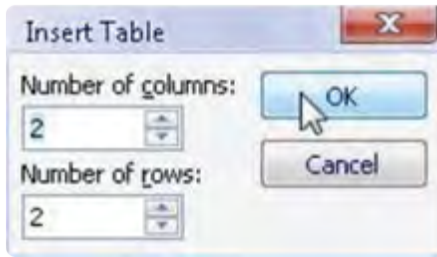 Insert Table
Number of columns:
OK
2
Number of rows:
Cancel
2